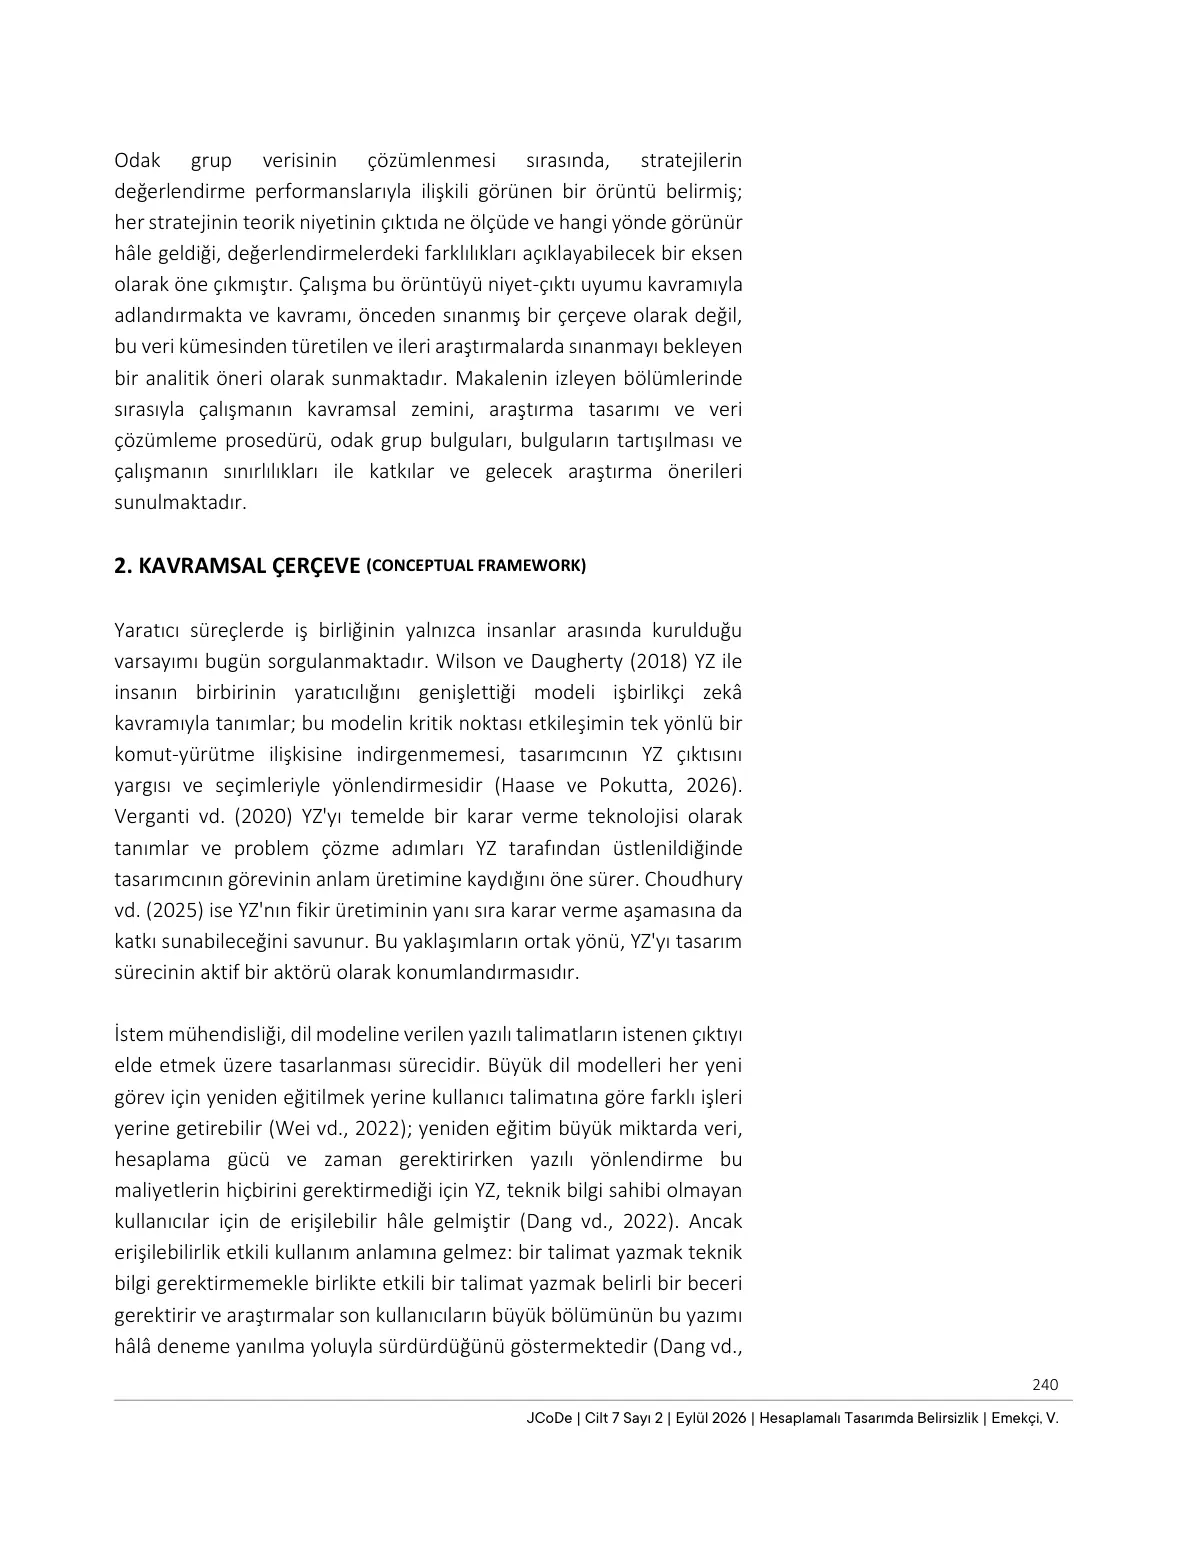 Odak grup verisinin çözümlenmesi sırasında, stratejilerin
değerlendirme performanslarıyla ilişkili görünen bir örüntü belirmiş;
her stratejinin teorik niyetinin çıktıda ne ölçüde ve hangi yönde görünür
hâle geldiği, değerlendirmelerdeki farklılıkları açıklayabilecek bir eksen
olarak öne çıkmıştır. Çalışma bu örüntüyü niyet-çıktı uyumu kavramıyla
adlandırmakta ve kavramı, önceden sınanmış bir çerçeve olarak değil,
bu veri kümesinden türetilen ve ileri araştırmalarda sınanmayı bekleyen
bir analitik öneri olarak sunmaktadır. Makalenin izleyen bölümlerinde
sırasıyla çalışmanın kavramsal zemini, araştırma tasarımı ve veri
çözümleme prosedürü, odak grup bulguları, bulguların tartışılması ve
çalışmanın sınırlılıkları ile katkılar ve gelecek araştırma önerileri
sunulmaktadır.
2. KAVRAMSAL ÇERÇEVE (CONCEPTUAL FRAMEWORK)
Yaratıcı süreçlerde iş birliğinin yalnızca insanlar arasında kurulduğu
varsayımı bugün sorgulanmaktadır. Wilson ve Daugherty (2018) YZ ile
insanın birbirinin yaratıcılığını genişlettiği modeli işbirlikçi zekâ
kavramıyla tanımlar; bu modelin kritik noktası etkileşimin tek yönlü bir
komut-yürütme ilişkisine indirgenmemesi, tasarımcının YZ çıktısını
yargısı ve seçimleriyle yönlendirmesidir (Haase ve Pokutta, 2026).
Verganti vd. (2020) YZ'yı temelde bir karar verme teknolojisi olarak
tanımlar ve problem çözme adımları YZ tarafından üstlenildiğinde
tasarımcının görevinin anlam üretimine kaydığını öne sürer. Choudhury
vd. (2025) ise YZ'nın fikir üretiminin yanı sıra karar verme aşamasına da
katkı sunabileceğini savunur. Bu yaklaşımların ortak yönü, YZ'yı tasarım
sürecinin aktif bir aktörü olarak konumlandırmasıdır.
İstem mühendisliği, dil modeline verilen yazılı talimatların istenen çıktıyı
elde etmek üzere tasarlanması sürecidir. Büyük dil modelleri her yeni
görev için yeniden eğitilmek yerine kullanıcı talimatına göre farklı işleri
yerine getirebilir (Wei vd., 2022); yeniden eğitim büyük miktarda veri,
hesaplama gücü ve zaman gerektirirken yazılı yönlendirme bu
maliyetlerin hiçbirini gerektirmediği için YZ, teknik bilgi sahibi olmayan
kullanıcılar için de erişilebilir hâle gelmiştir (Dang vd., 2022). Ancak
erişilebilirlik etkili kullanım anlamına gelmez: bir talimat yazmak teknik
bilgi gerektirmemekle birlikte etkili bir talimat yazmak belirli bir beceri
gerektirir ve araştırmalar son kullanıcıların büyük bölümünün bu yazımı
hâlâ deneme yanılma yoluyla sürdürdüğünü göstermektedir (Dang vd.,
240
JCoDe | Cilt 7 Sayı 2 | Eylül 2026 | Hesaplamalı Tasarımda Belirsizlik | Emekçi, V.